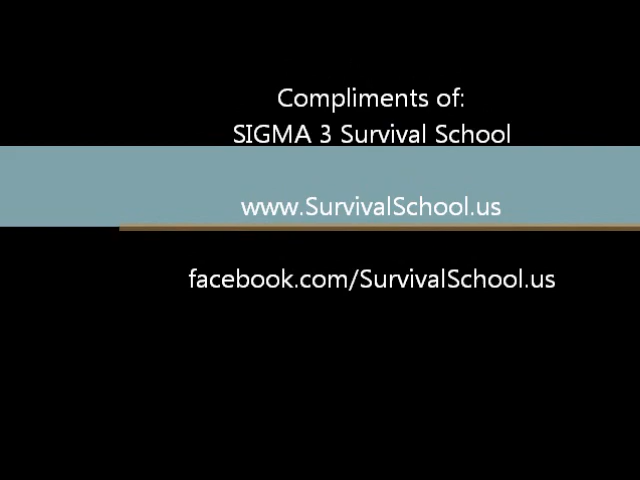 Compliments of:
SIGMA 3 Survival School
www.SurvivalSchool.us
facebook.com/SurvivalSchool.us